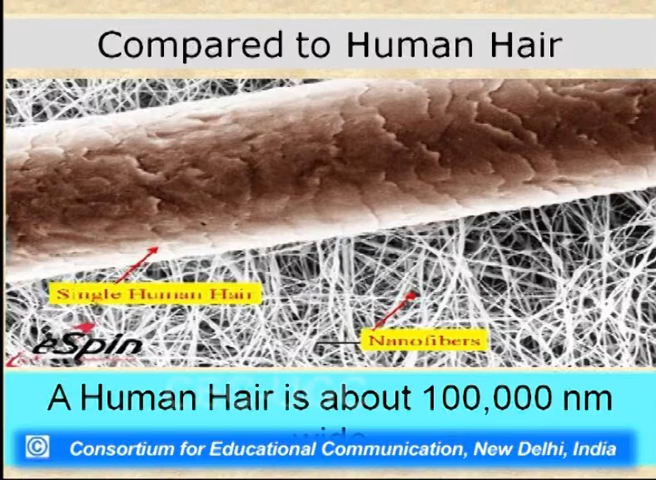 Compared to Human Hair
Single Human Hair
Nanofibers
eSpin
A Human Hair is about 100,000 nm
wide
© Consortium for Educational Communication, New Delhi, India